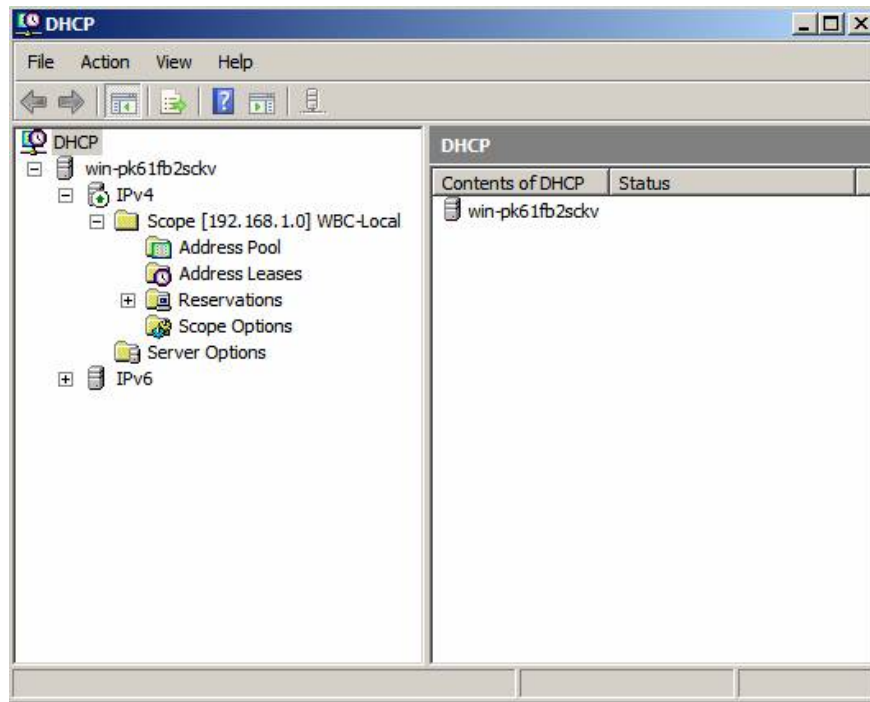 DHCP
File Action View Help
DHCP
win-pk61fb2sckv
IPv4
Scope [192.168.1.0] WBC-Local
Address Pool
Address Leases
Reservations
Scope Options
Server Options
IPv6
DHCP
Contents of DHCP Status
win-pk61fb2sckv